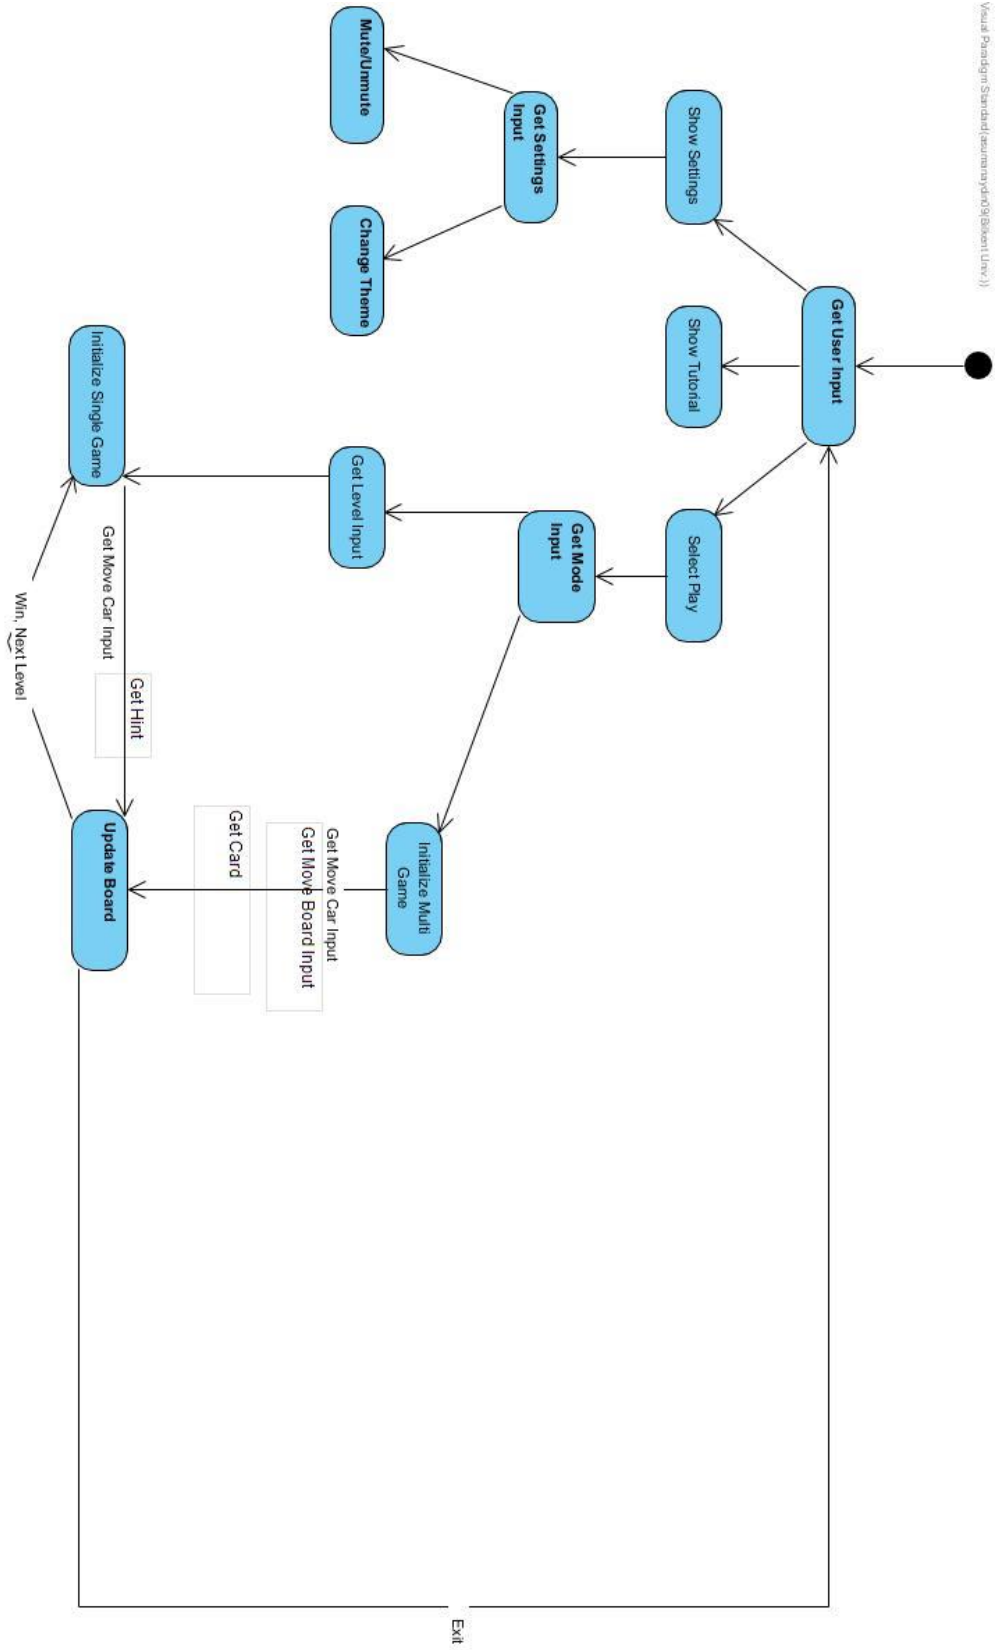 Visual Paradigm Standard(asumanaydin09(Bilkent Univ.))
Get User Input
Show Settings
Show Tutorial
Select Play
Get Settings
Input
Get Mode
Input
Mute/Unmute
Change Theme
Get Level Input
Initialize Multi
Game
Get Move Car Input
Get Move Board Input
Get Card
Initialize Single Game
Get Hint
Get Move Car Input
Update Board
Win, Next Level
Exit